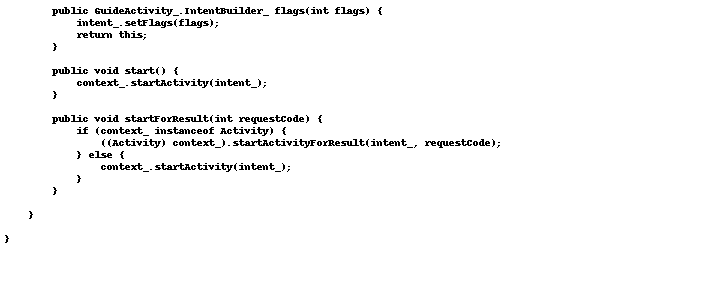 public GuideActivity_.IntentBuilder_ flags(int flags) {
intent_.setFlags(flags);
return this;
}
public void start() {
context_.startActivity(intent_);
}
public void startForResult(int requestCode) {
if (context_ instanceof Activity) {
((Activity) context_).startActivityForResult(intent_, requestCode);
} else {
context_.startActivity(intent_);
}
}
}
}